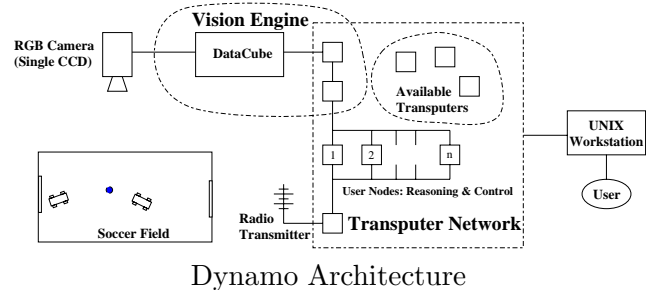 Vision Engine
RGB Camera
(Single CCD)
DataCube
Available
Transputers
UNIX
Workstation
1
2
n
User Nodes: Reasoning & Control
User
Radio
Transmitter
Transputer Network
Soccer Field
Dynamo Architecture